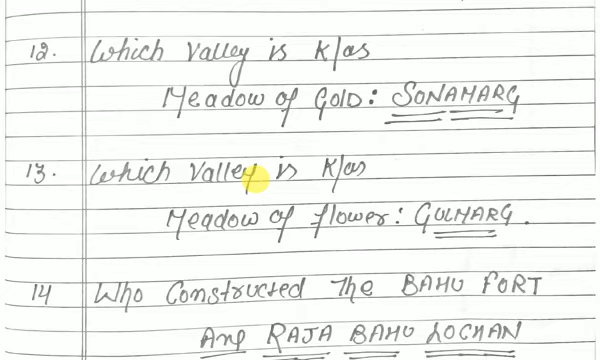 12. Which Valley is K/as
Meadow of Gold: SONAMARG
13. Which Valley is K/as
Meadow of flower: GULMARG.
14 Who Constructed The BAHU FORT
Ans RAJA BAHU LOCHAN